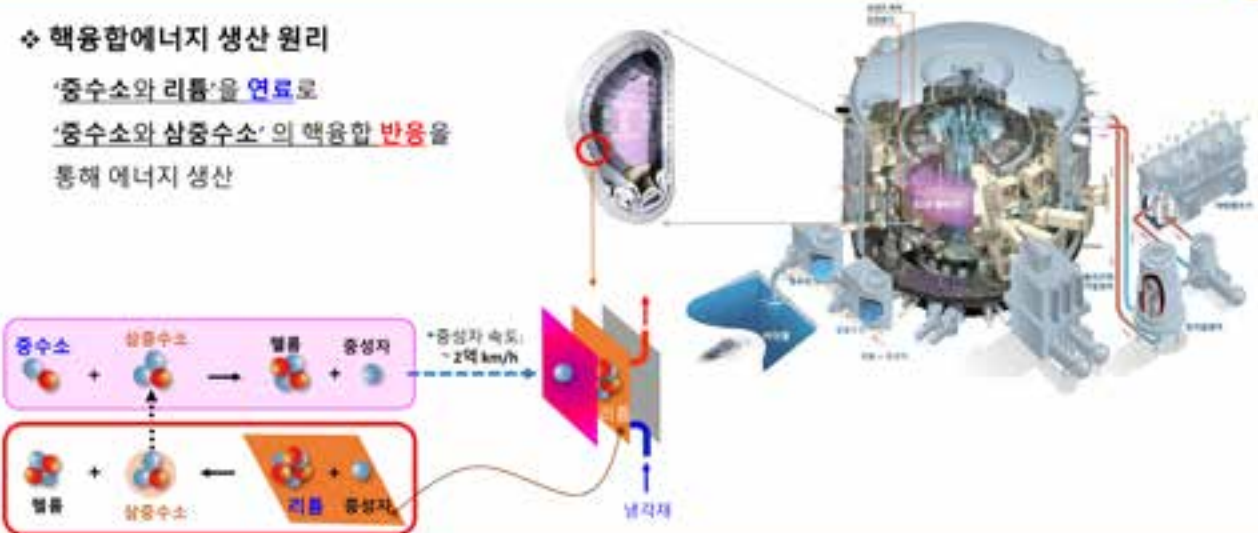 ❖ 핵융합에너지 생산 원리
‘중수소와 리튬’을 연료로
‘중수소와 삼중수소’ 의 핵융합 반응을
통해 에너지 생산
중수소 + 삼중수소 → 헬륨 + 중성자
*중성자 속도:
~ 2억 km/h
리튬
헬륨 + 삼중수소 ← 리튬 + 중성자
냉각재